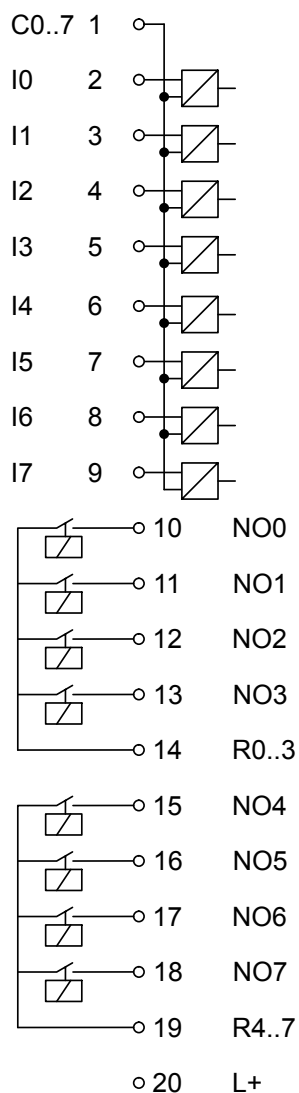 C0..7 1
I0 2
I1 3
I2 4
I3 5
I4 6
I5 7
I6 8
I7 9
10 NO0
11 NO1
12 NO2
13 NO3
14 R0..3
15 NO4
16 NO5
17 NO6
18 NO7
19 R4..7
20 L+